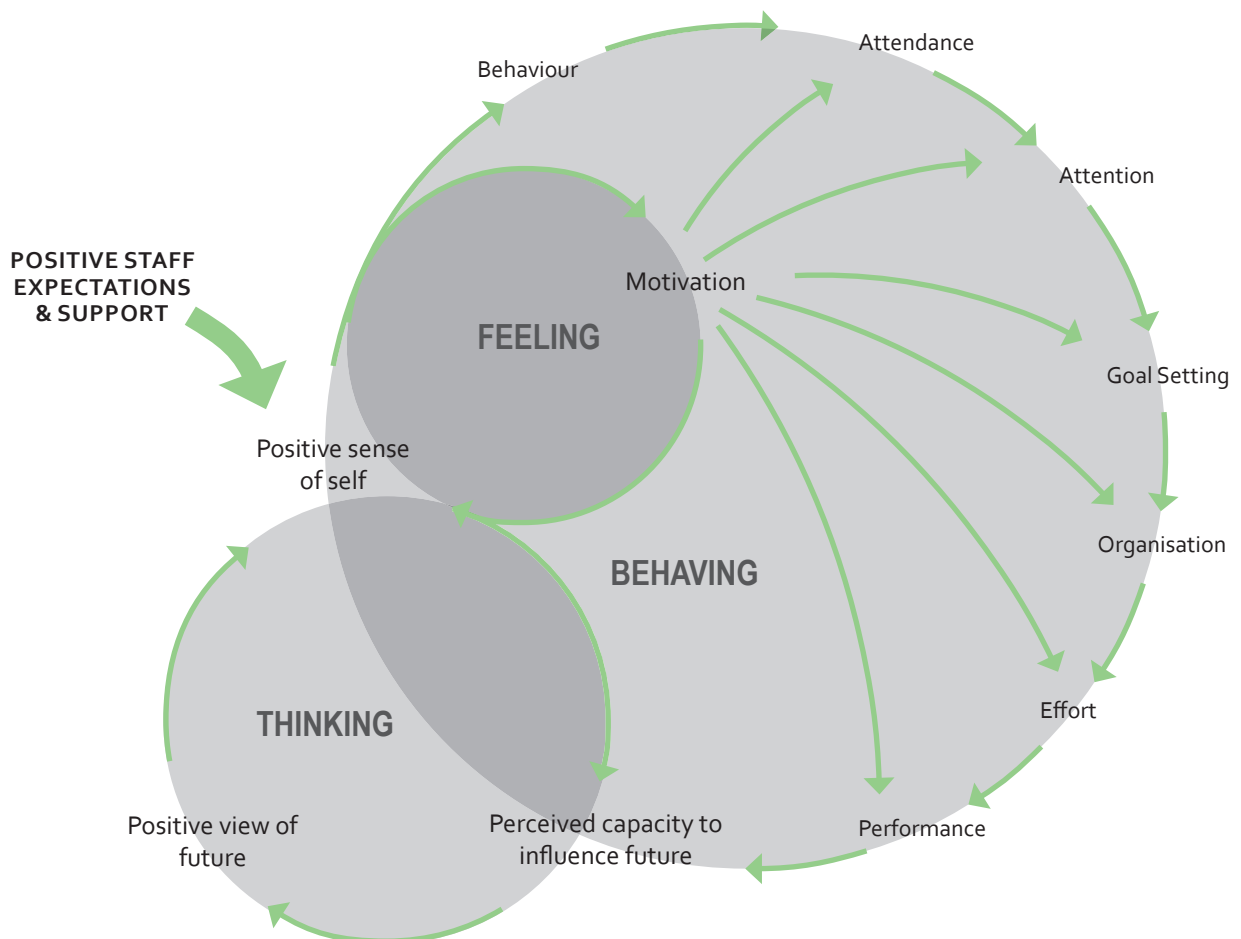 Attendance
Behaviour
Attention
POSITIVE STAFF
EXPECTATIONS
& SUPPORT
Motivation
FEELING
Goal Setting
Positive sense
of self
Organisation
BEHAVING
Effort
THINKING
Positive view of
future
Perceived capacity to
influence future
Performance